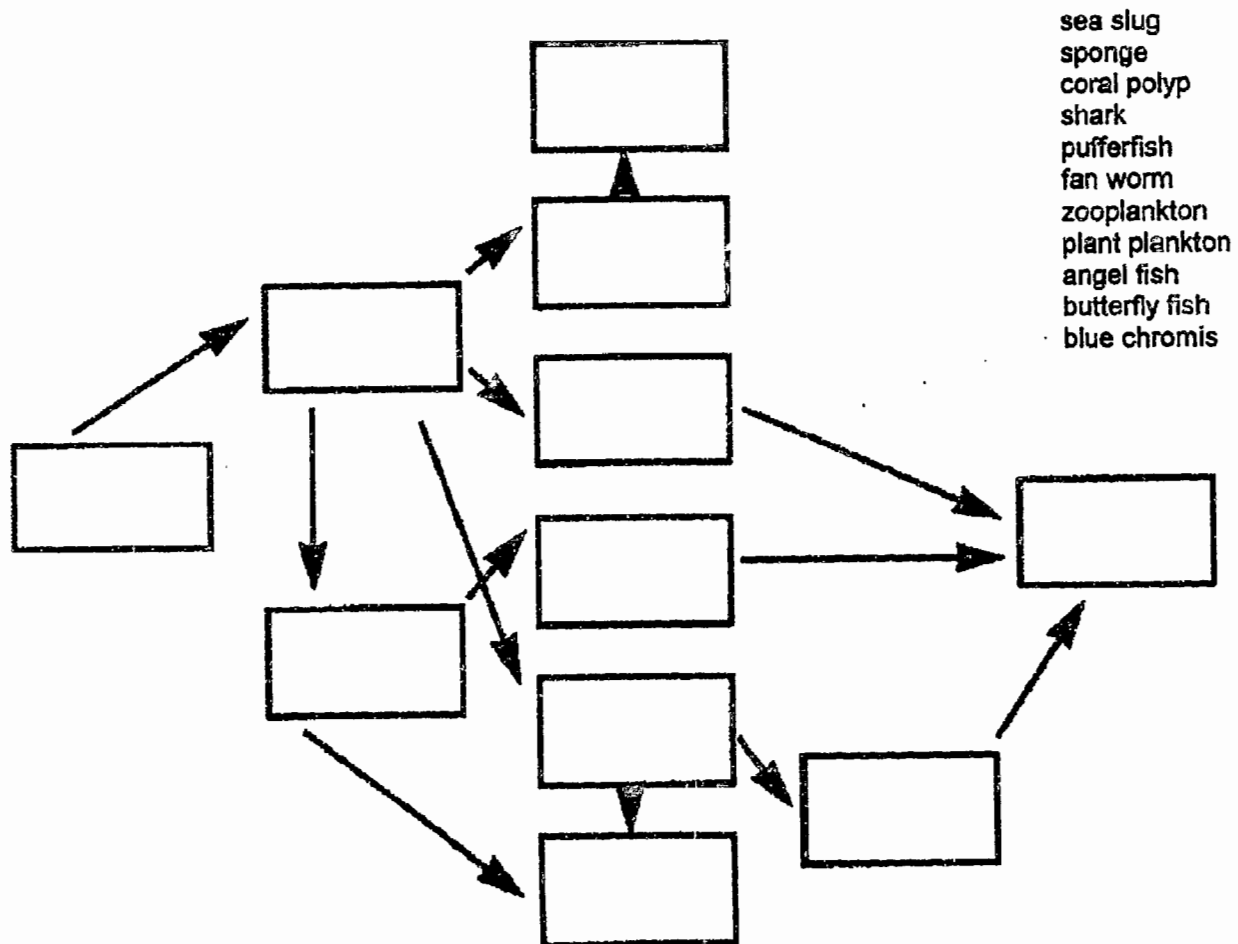 sea slug
sponge
coral polyp
shark
pufferfish
fan worm
zooplankton
plant plankton
angel fish
butterfly fish
blue chromis